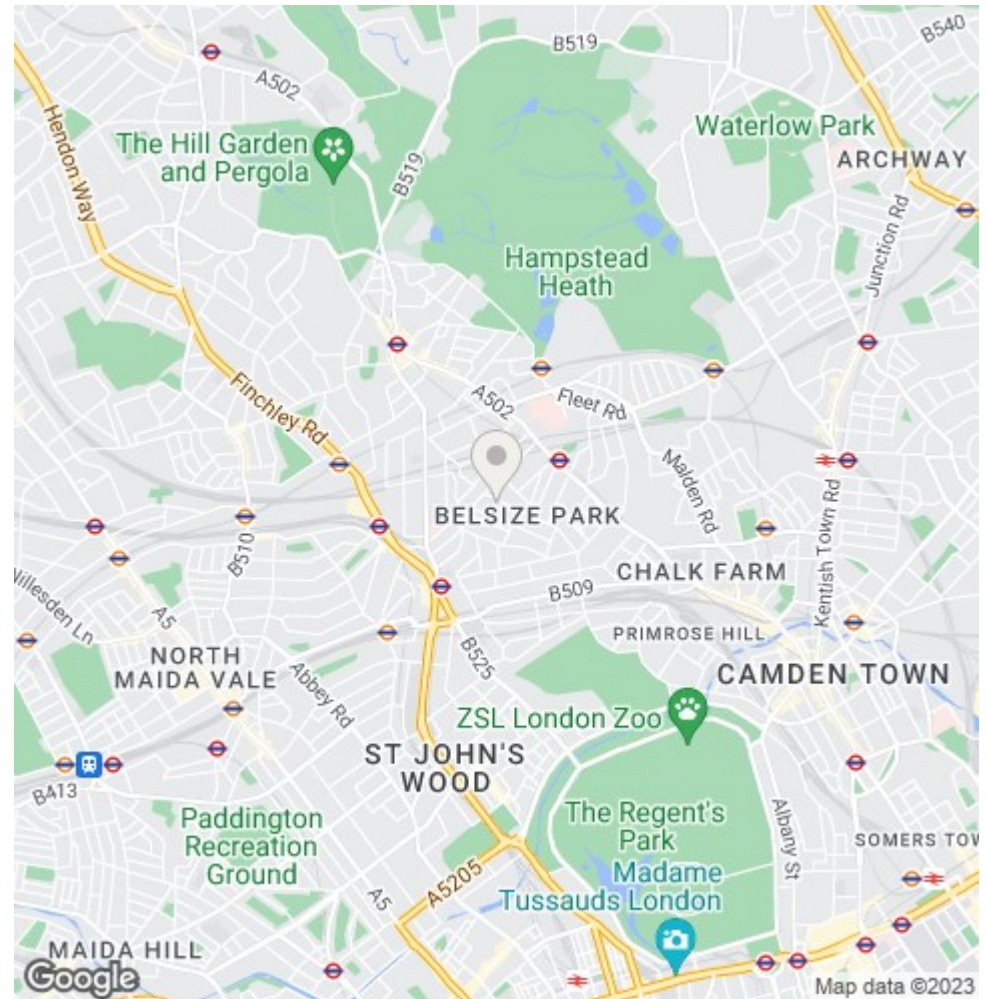 B519
B540
A502
Hendon Way
The Hill Garden
and Pergola
B519
Waterlow Park
ARCHWAY
Junction Rd
Hampstead
Heath
Finchley Rd
A502
Fleet Rd
Malden Rd
BELSIZE PARK
Kentish Town Rd
B510
CHALK FARM
B509
A5
PRIMROSE HILL
NORTH
MAIDA VALE
Abbey Rd
B525
CAMDEN TOWN
ZSL London Zoo
ST JOHN'S
WOOD
B413
Paddington
Recreation
Ground
The Regent's
Park
Albany St
SOMERS TOW
Madame
Tussauds London
A5
A5205
MAIDA HILL
Google
Map data ©2023